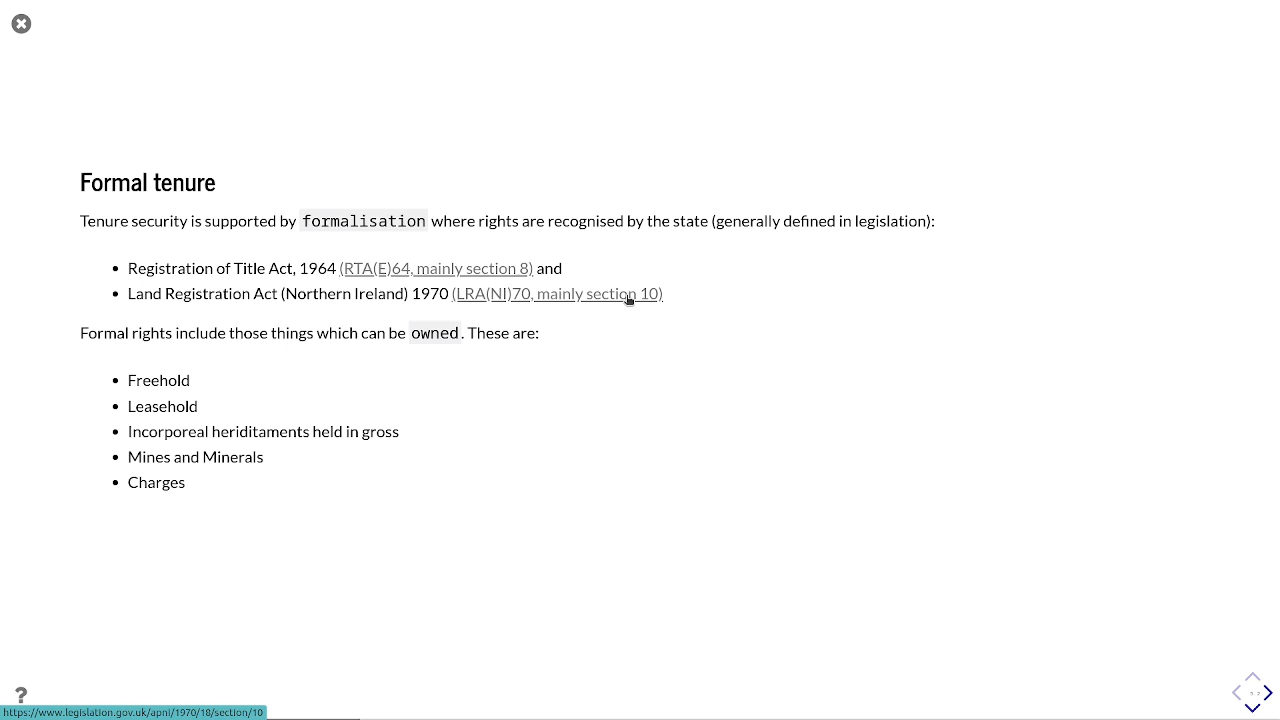 Formal tenure
Tenure security is supported by formalisation where rights are recognised by the state (generally defined in legislation):
Registration of Title Act, 1964 (RTA(E)64, mainly section 8) and
Land Registration Act (Northern Ireland) 1970 (LRA(NI)70, mainly section 10)
Formal rights include those things which can be owned. These are:
Freehold
Leasehold
Incorporeal heriditaments held in gross
Mines and Minerals
Charges
?
https://www.legislation.gov.uk/apni/1970/18/section/10